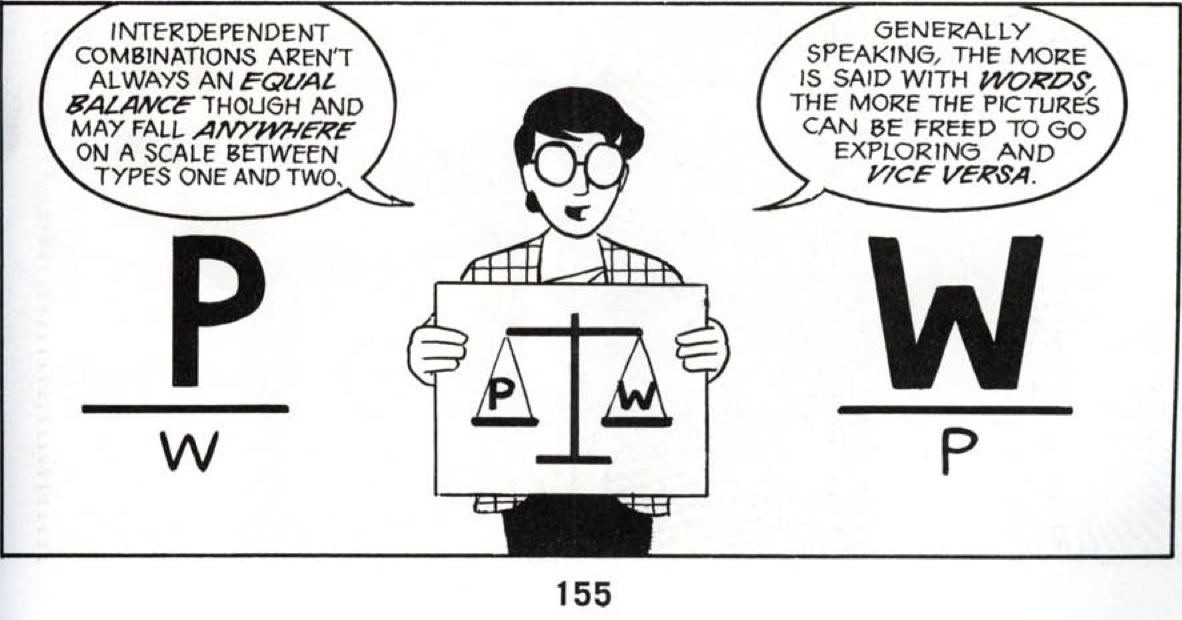 INTERDEPENDENT
COMBINATIONS AREN'T
ALWAYS AN EQUAL
BALANCE THOUGH AND
MAY FALL ANYWHERE
ON A SCALE BETWEEN
TYPES ONE AND TWO.
GENERALLY
SPEAKING, THE MORE
IS SAID WITH WORDS,
THE MORE THE PICTURES
CAN BE FREED TO GO
EXPLORING AND
VICE VERSA.
P
W
P
W
W
P
155